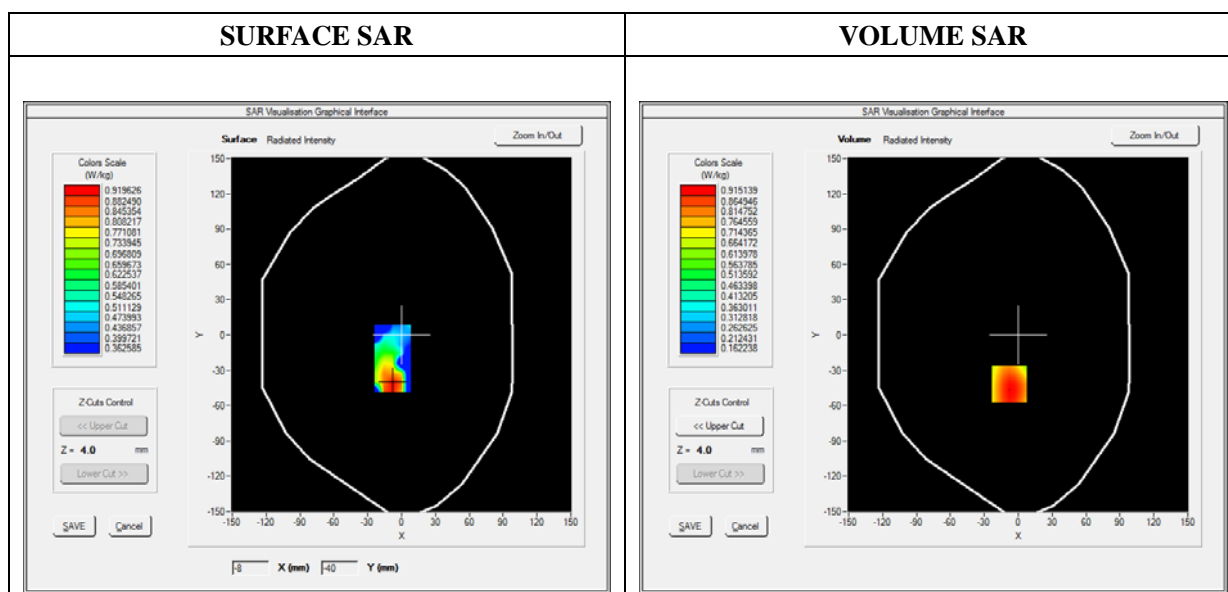 SURFACE SAR
VOLUME SAR
SAR Visualisation Graphical Interface
Surface Radiated Intensity
Zoom In/Out
Colors Scale
(W/kg)
0.919626
0.882490
0.845354
0.808217
0.771081
0.733945
0.696809
0.659673
0.622537
0.585401
0.548265
0.511129
0.473993
0.436857
0.399721
0.362585
150
120
90
60
30
0
-30
-60
-90
-120
-150
Y
-150 -120 -90 -60 -30 0 30 60 90 120 150
X
Z-Cuts Control
<< Upper Cut
Z = 4.0 mm
Lower Cut >>
SAVE Cancel
-8 X (mm) -40 Y (mm)
SAR Visualisation Graphical Interface
Volume Radiated Intensity
Zoom In/Out
Colors Scale
(W/kg)
0.915139
0.864946
0.814752
0.764559
0.714365
0.664172
0.613978
0.563785
0.513592
0.463398
0.413205
0.363011
0.312818
0.262625
0.212431
0.162238
150
120
90
60
30
0
-30
-60
-90
-120
-150
Y
-150 -120 -90 -60 -30 0 30 60 90 120 150
X
Z-Cuts Control
<< Upper Cut
Z = 4.0 mm
Lower Cut >>
SAVE Cancel